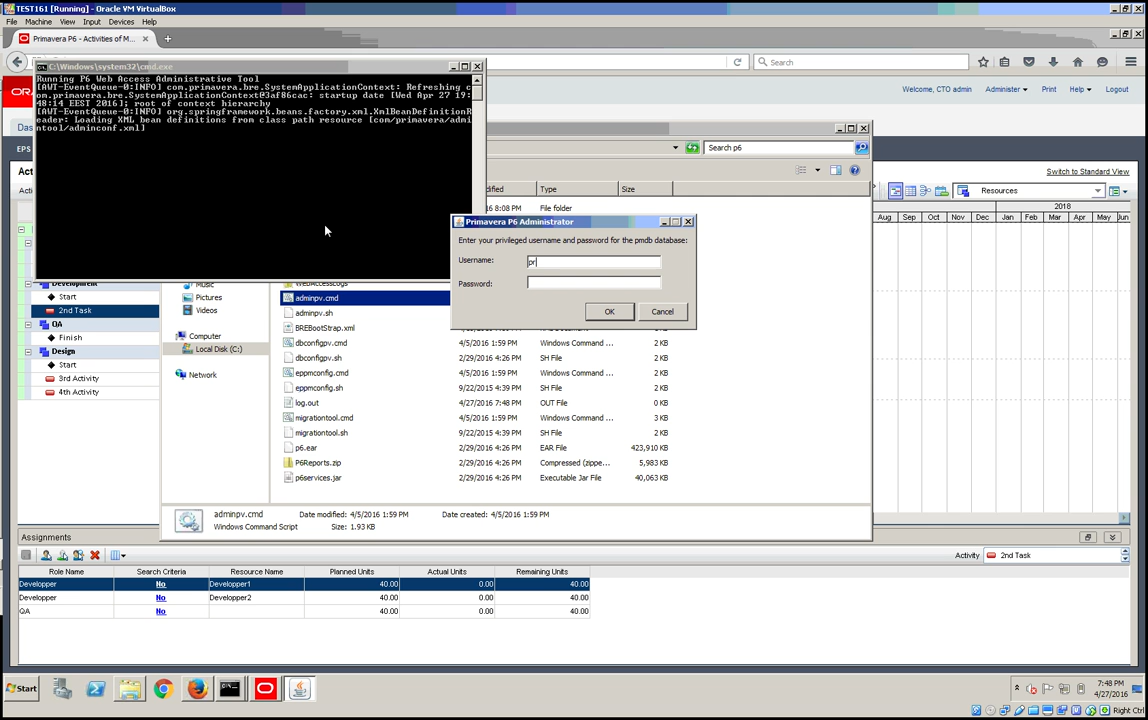 TEST161 [Running] - Oracle VM VirtualBox
File Machine View Input Devices Help
Primavera P6 - Activities of M...
Search
C:\Windows\system32\cmd.exe
Running P6 Web Access Administrative Tool
[AWT-EventQueue-0:INFO] com.primavera.bre.SystemApplicationContext: Refreshing c
om.primavera.bre.SystemApplicationContext@3af86cac: startup date [Wed Apr 27 19:
48:14 EEST 2016]; root of context hierarchy
[AWT-EventQueue-0:INFO] org.springframework.beans.factory.xml.XmlBeanDefinitionR
eader: Loading XML bean definitions from class path resource [com/primavera/admi
ntool/adminconf.xml]
Welcome, CTO admin Administer Print Help Logout
EPS
Search p6
Switch to Standard View
Resources
Type Size
8:08 PM File folder
2018
Aug Sep Oct Nov Dec Jan Feb Mar Apr May
Primavera P6 Administrator
Enter your privileged username and password for the pmdb database:
Username: pr
Password:
OK Cancel
Development
Start
2nd Task
QA
Finish
Design
Start
3rd Activity
4th Activity
Music
Pictures
Videos
Computer
Local Disk (C:)
Network
WebAccessLogs
adminpv.cmd
adminpv.sh
BREBootStrap.xml
dbconfigpv.cmd 4/5/2016 1:59 PM Windows Command ... 2 KB
dbconfigpv.sh 2/29/2016 4:26 PM SH File 2 KB
eppmconfig.cmd 4/5/2016 1:59 PM Windows Command ... 2 KB
eppmconfig.sh 9/22/2015 4:39 PM SH File 2 KB
log.out 4/27/2016 7:48 PM OUT File 0 KB
migrationtool.cmd 4/5/2016 1:59 PM Windows Command ... 3 KB
migrationtool.sh 9/22/2015 4:39 PM SH File 2 KB
p6.ear 2/29/2016 4:26 PM EAR File 423,910 KB
P6Reports.zip 2/29/2016 4:26 PM Compressed (zippe... 5,983 KB
p6services.jar 2/29/2016 4:26 PM Executable Jar File 40,063 KB
adminpv.cmd Date modified: 4/5/2016 1:59 PM Date created: 4/5/2016 1:59 PM
Windows Command Script Size: 1.93 KB
Assignments
Activity 2nd Task
Role Name Search Criteria Resource Name Planned Units Actual Units Remaining Units
Developper No Developper1 40.00 0.00 40.00
Developper No Developper2 40.00 0.00 40.00
QA No 40.00 0.00 40.00
Start
7:48 PM
4/27/2016
Right Ctrl